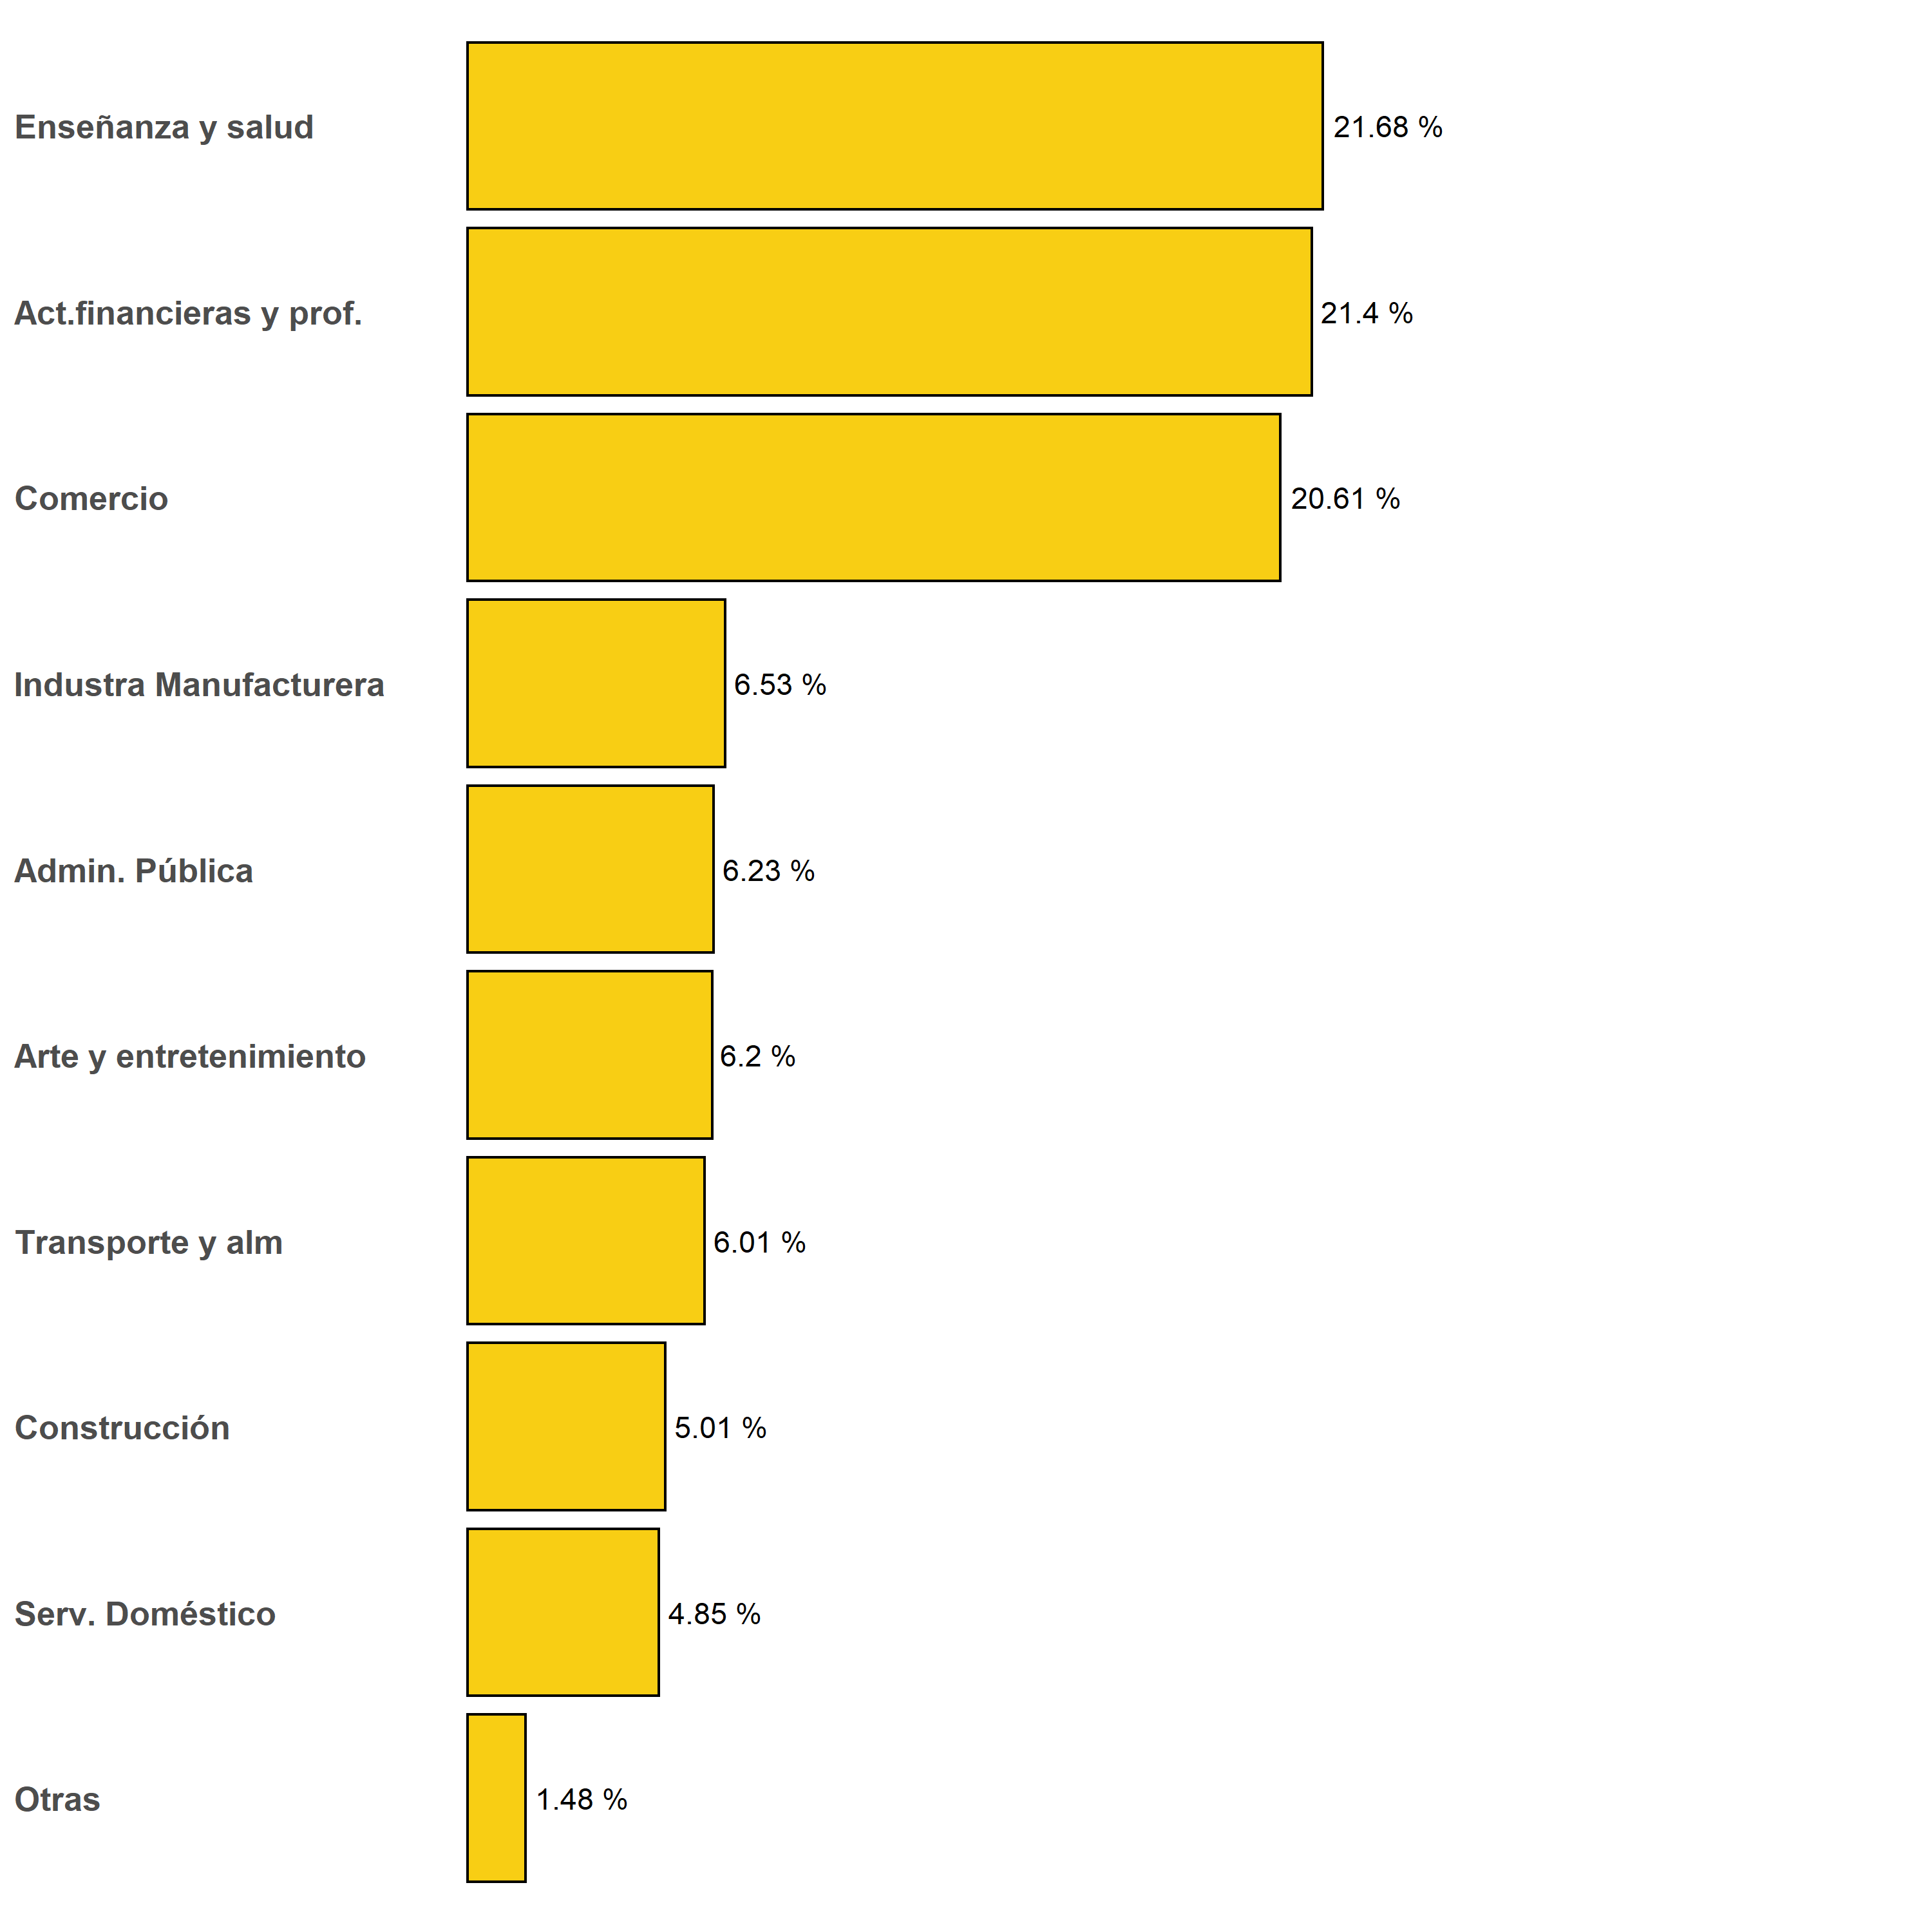 Enseñanza y salud 21.68 %
Act.financieras y prof. 21.4 %
Comercio 20.61 %
Industra Manufacturera 6.53 %
Admin. Pública 6.23 %
Arte y entretenimiento 6.2 %
Transporte y alm 6.01 %
Construcción 5.01 %
Serv. Doméstico 4.85 %
Otras 1.48 %